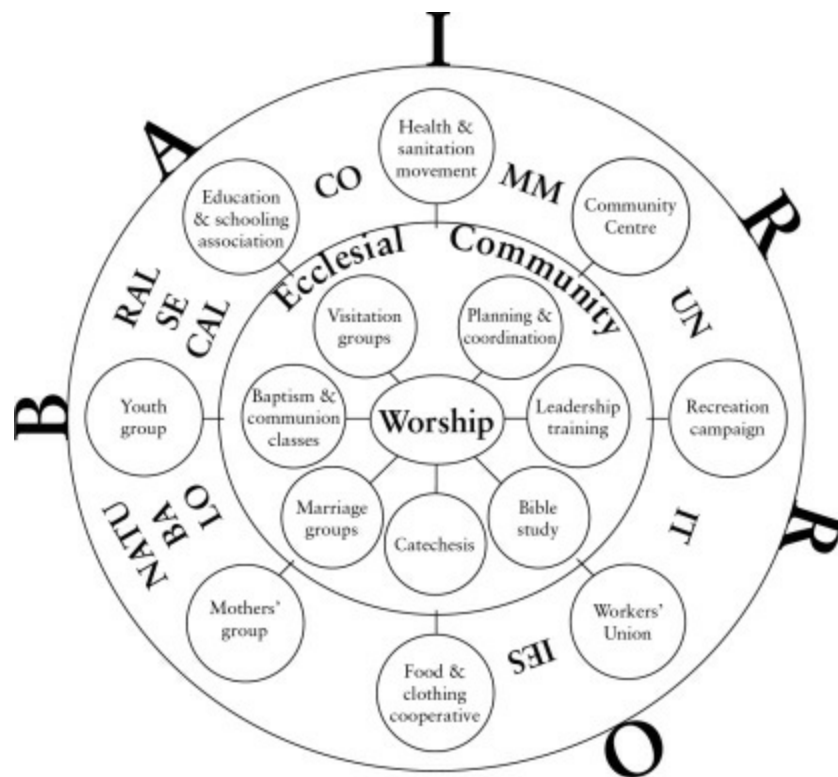 B A I R R O
NATU RAL
BA SE
LO CAL
CO MM UN IT IES
Health &
sanitation
movement
Community
Centre
Recreation
campaign
Workers'
Union
Food &
clothing
cooperative
Mothers'
group
Youth
group
Education
& schooling
association
Ecclesial Community
Visitation
groups
Planning &
coordination
Leadership
training
Bible
study
Catechesis
Marriage
groups
Baptism &
communion
classes
Worship